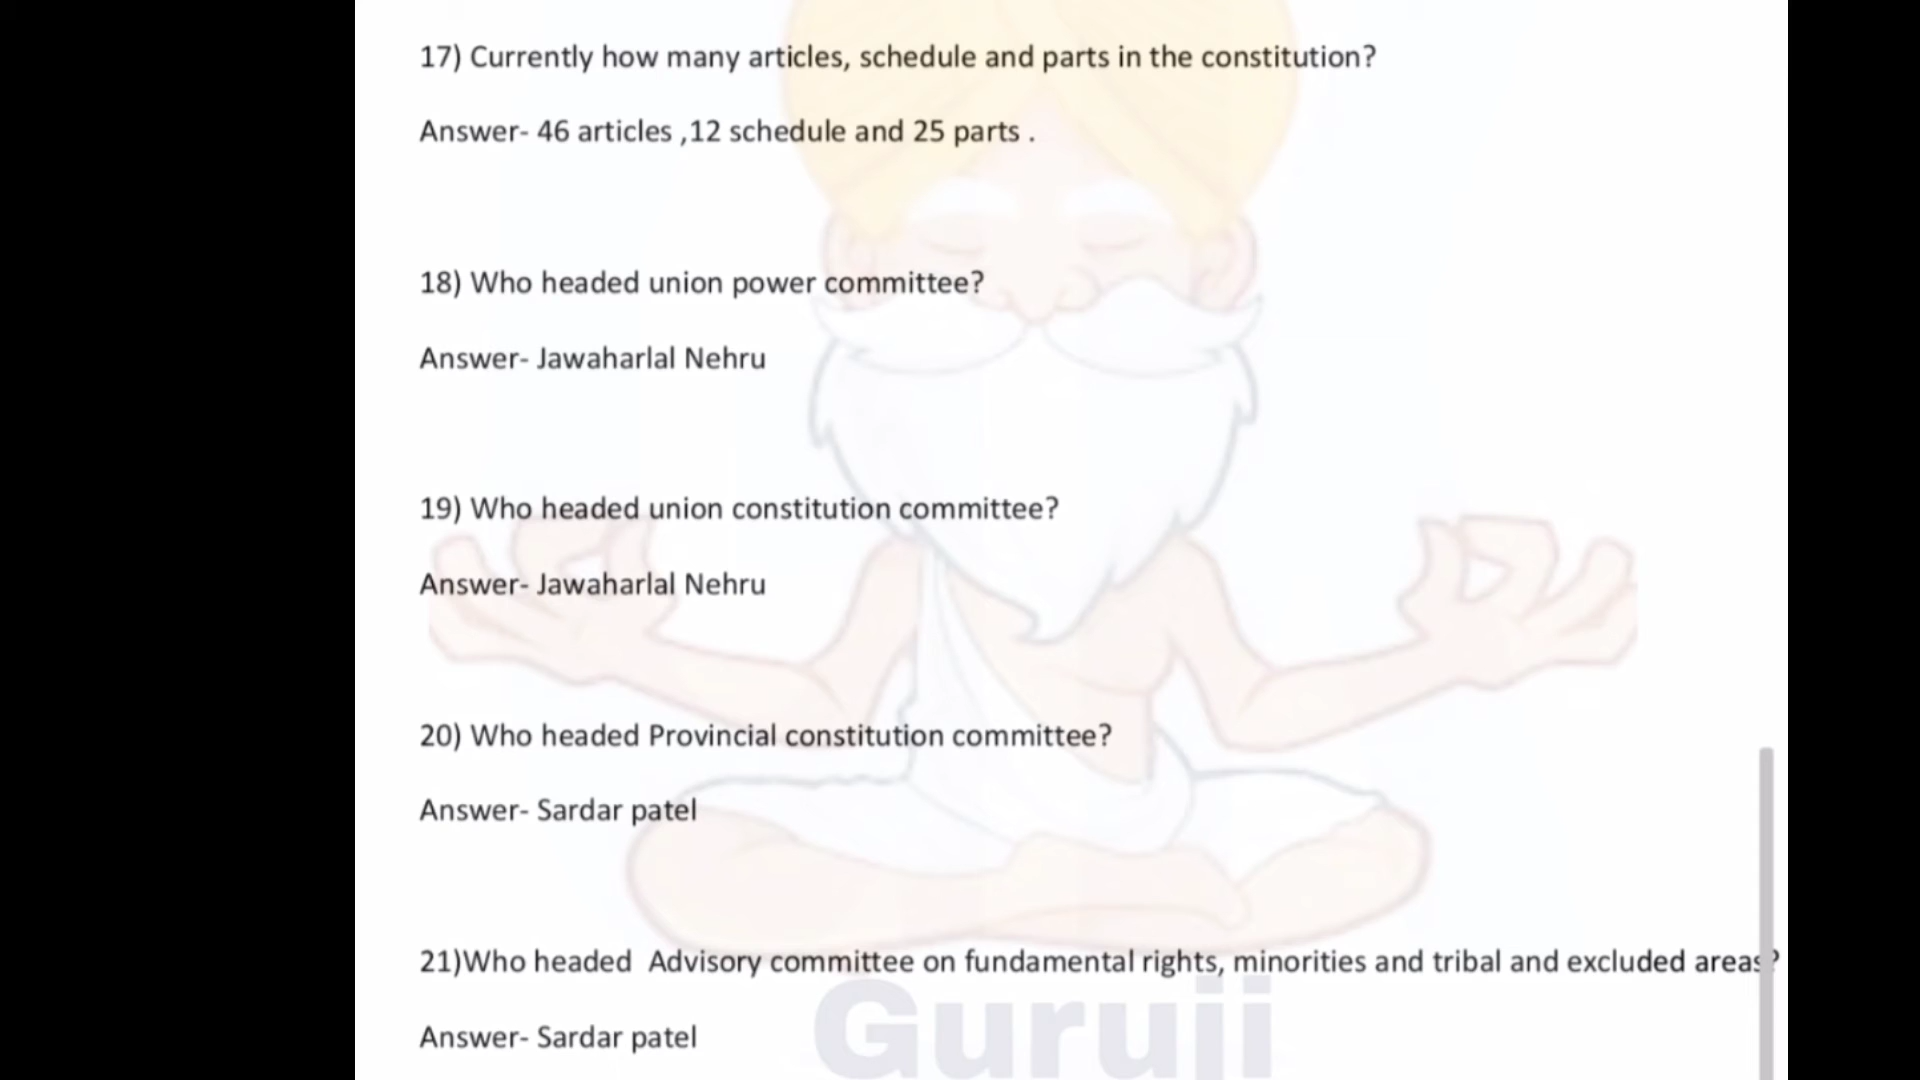 17) Currently how many articles, schedule and parts in the constitution?
Answer- 46 articles ,12 schedule and 25 parts .
18) Who headed union power committee?
Answer- Jawaharlal Nehru
19) Who headed union constitution committee?
Answer- Jawaharlal Nehru
20) Who headed Provincial constitution committee?
Answer- Sardar patel
21)Who headed  Advisory committee on fundamental rights, minorities and tribal and excluded areas?
Answer- Sardar patel
Guruji